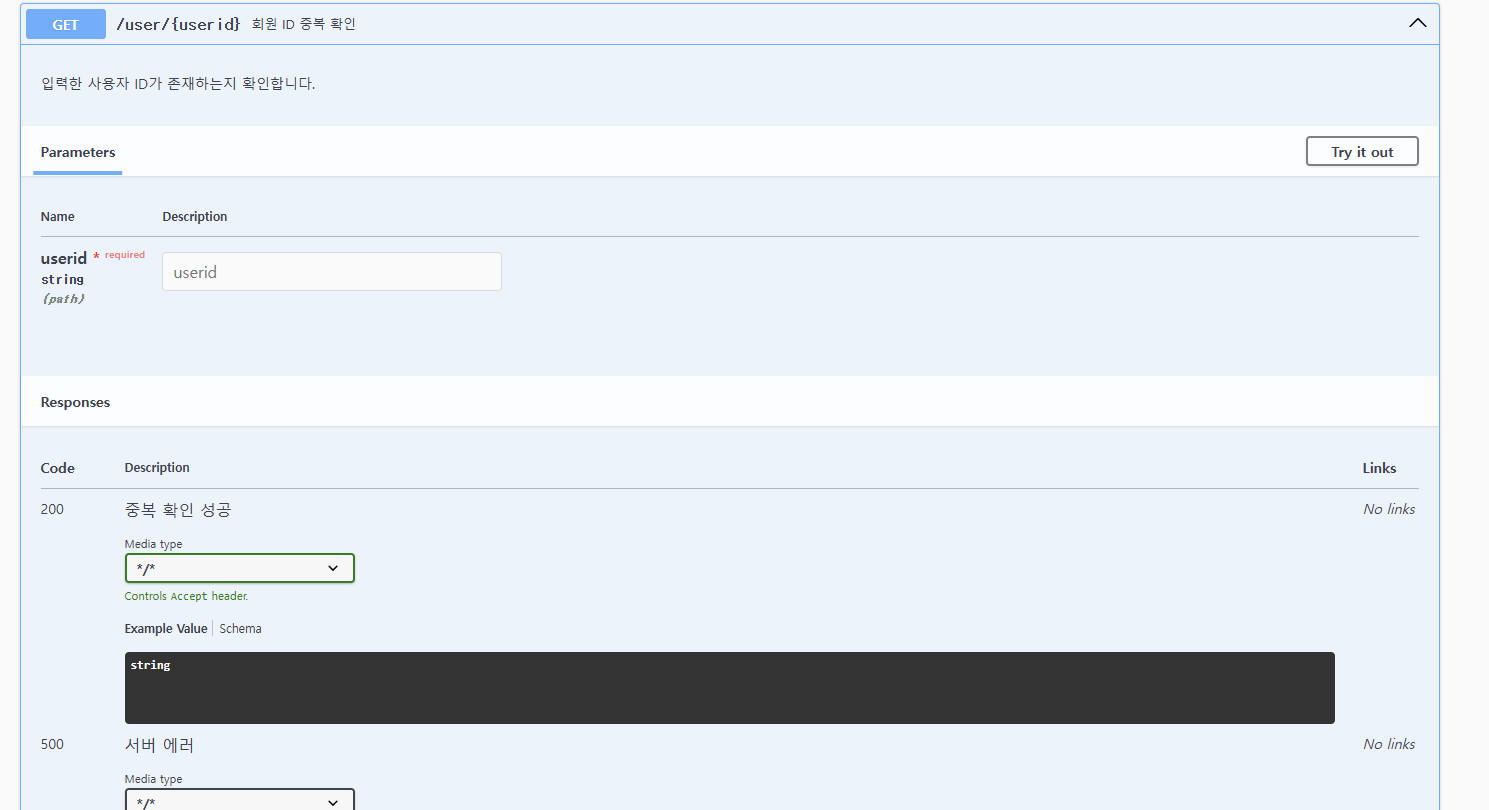 GET /user/{userid} 회원 ID 중복 확인
입력한 사용자 ID가 존재하는지 확인합니다.
Parameters Try it out
Name Description
userid * required
string
(path)
userid
Responses
Code Description Links
200 중복 확인 성공 No links
Media type
*/*
Controls Accept header.
Example Value Schema
string
500 서버 에러 No links
Media type
*/*